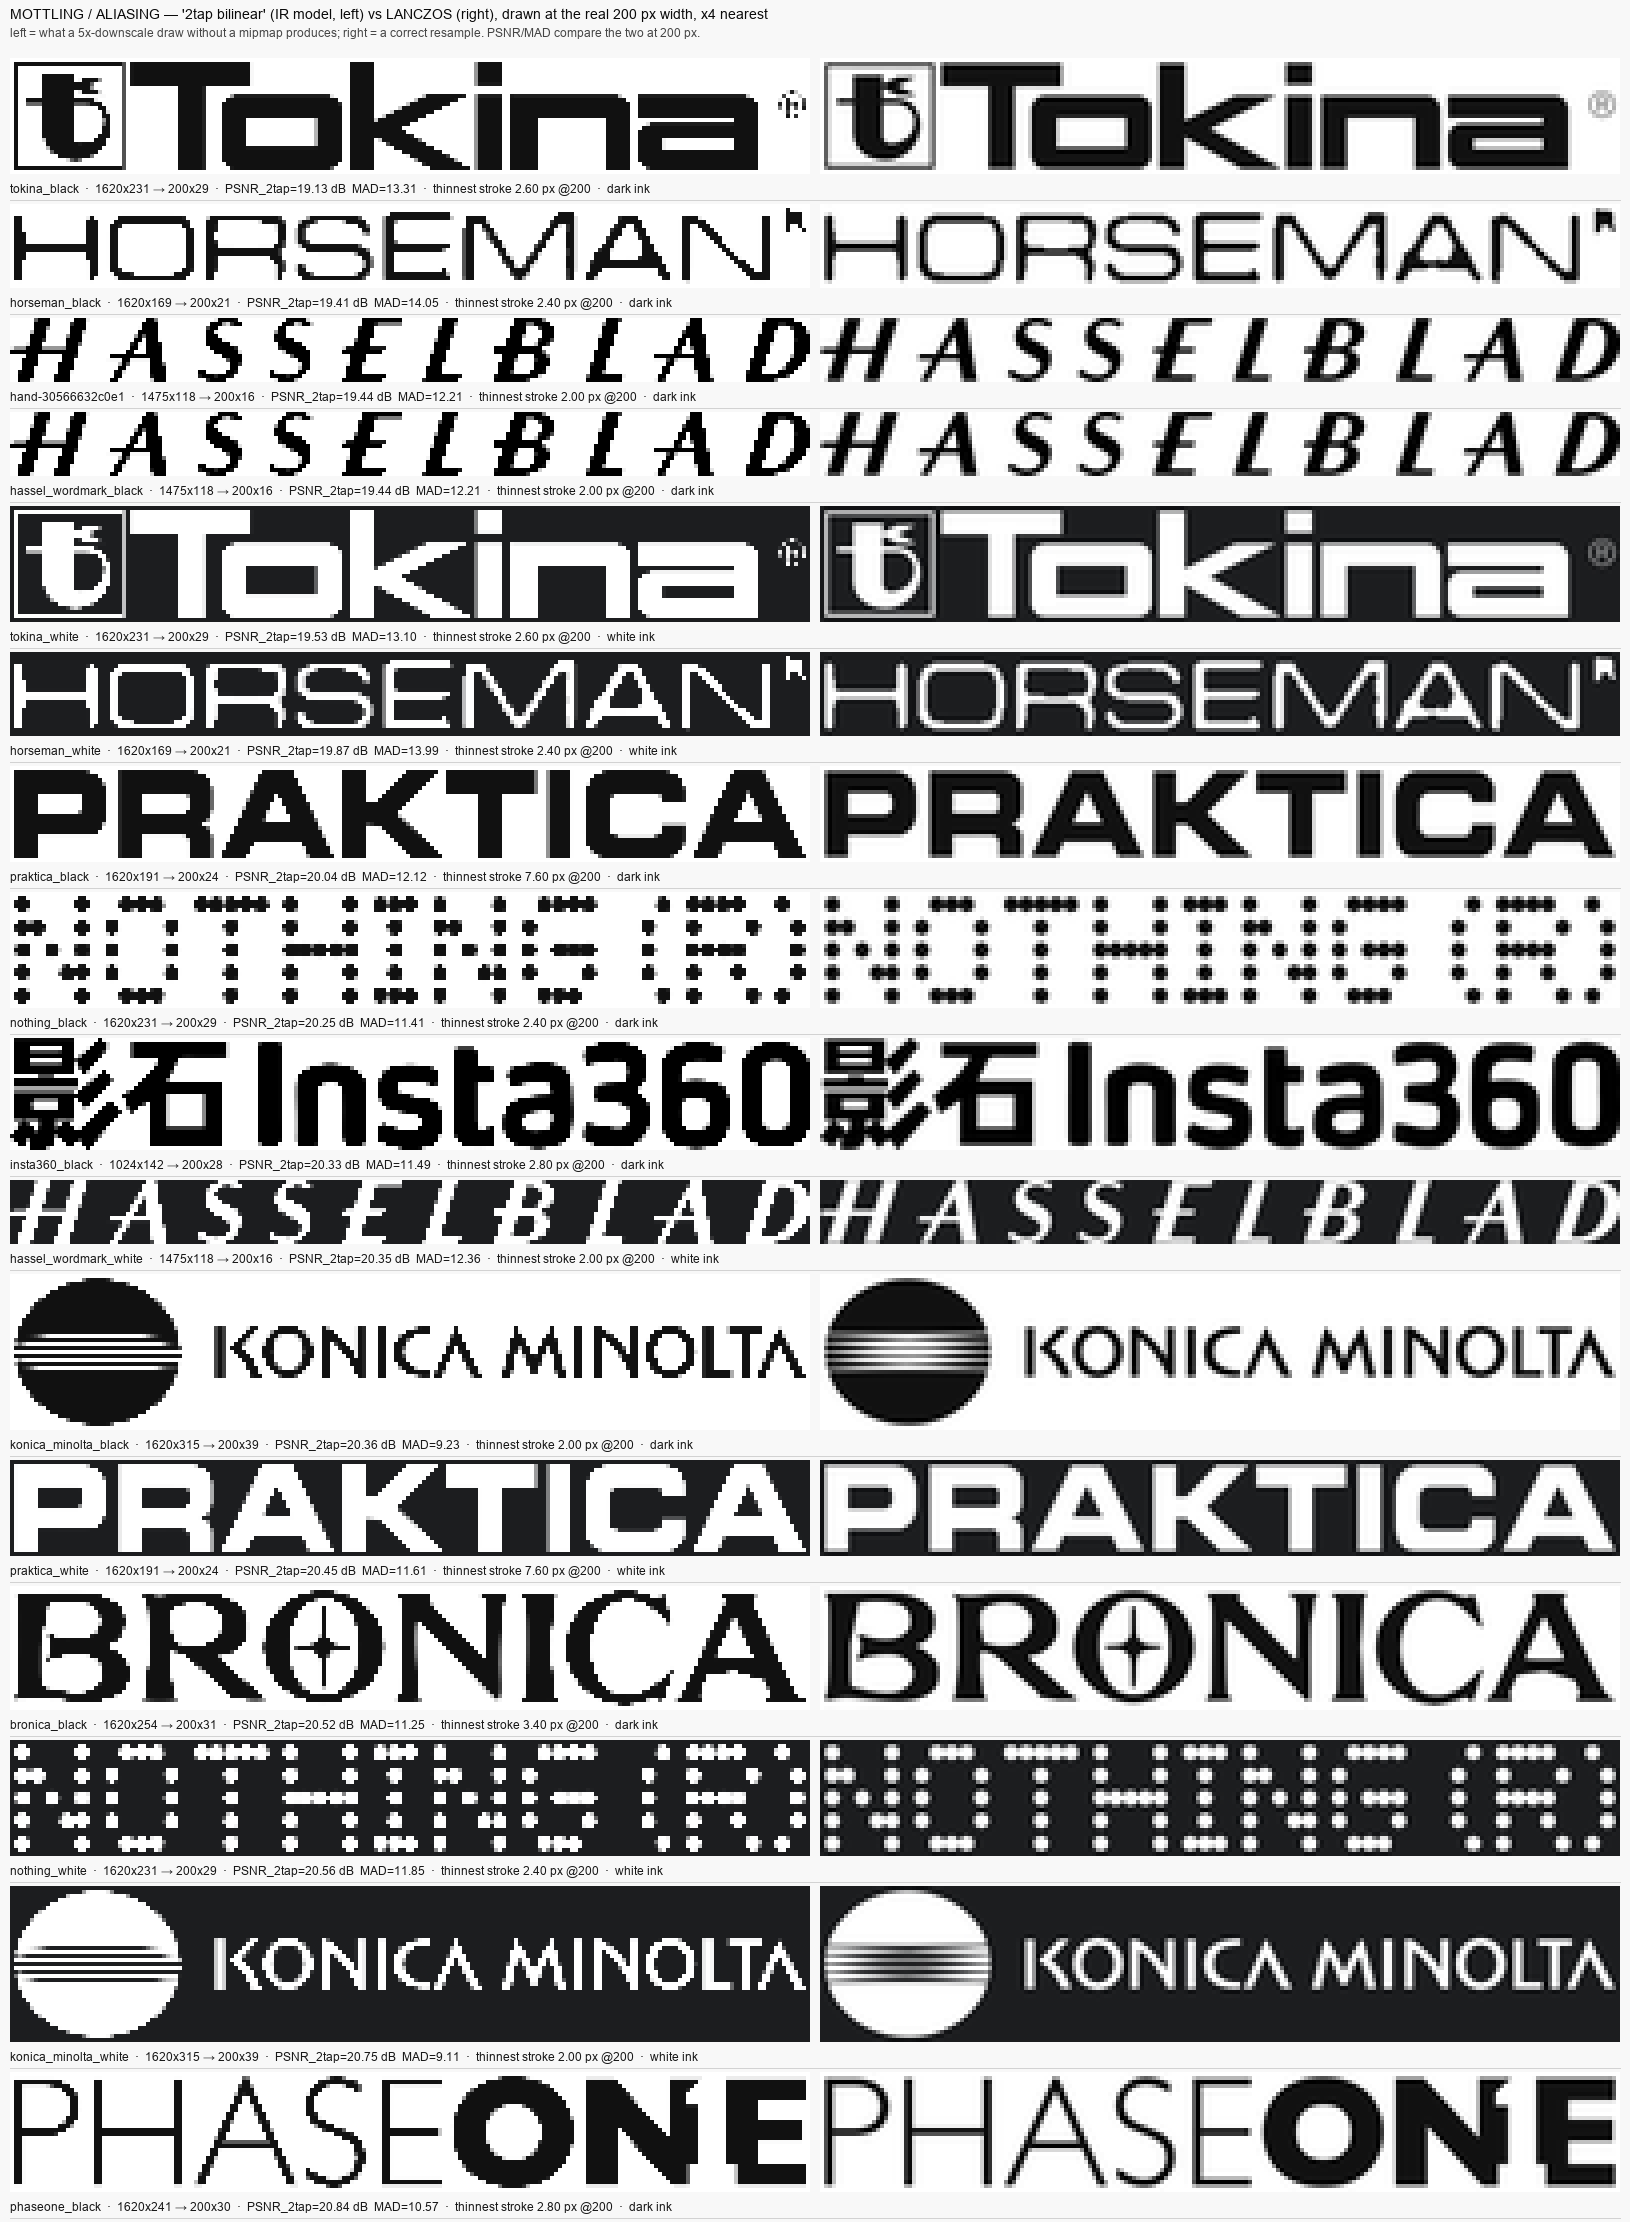 MOTTLING / ALIASING — '2tap bilinear' (IR model, left) vs LANCZOS (right), drawn at the real 200 px width, x4 nearest
left = what a 5x-downscale draw without a mipmap produces; right = a correct resample. PSNR/MAD compare the two at 200 px.
Tokina ® Tokina ®
tokina_black · 1620x231 → 200x29 · PSNR_2tap=19.13 dB MAD=13.31 · thinnest stroke 2.60 px @200 · dark ink
HORSEMAN HORSEMAN
horseman_black · 1620x169 → 200x21 · PSNR_2tap=19.41 dB MAD=14.05 · thinnest stroke 2.40 px @200 · dark ink
HASSELBLAD HASSELBLAD
hand-30566632c0e1 · 1475x118 → 200x16 · PSNR_2tap=19.44 dB MAD=12.21 · thinnest stroke 2.00 px @200 · dark ink
HASSELBLAD HASSELBLAD
hassel_wordmark_black · 1475x118 → 200x16 · PSNR_2tap=19.44 dB MAD=12.21 · thinnest stroke 2.00 px @200 · dark ink
Tokina ® Tokina ®
tokina_white · 1620x231 → 200x29 · PSNR_2tap=19.53 dB MAD=13.10 · thinnest stroke 2.60 px @200 · white ink
HORSEMAN HORSEMAN
horseman_white · 1620x169 → 200x21 · PSNR_2tap=19.87 dB MAD=13.99 · thinnest stroke 2.40 px @200 · white ink
PRAKTICA PRAKTICA
praktica_black · 1620x191 → 200x24 · PSNR_2tap=20.04 dB MAD=12.12 · thinnest stroke 7.60 px @200 · dark ink
NOTHING (R) NOTHING (R)
nothing_black · 1620x231 → 200x29 · PSNR_2tap=20.25 dB MAD=11.41 · thinnest stroke 2.40 px @200 · dark ink
影石 Insta360 影石 Insta360
insta360_black · 1024x142 → 200x28 · PSNR_2tap=20.33 dB MAD=11.49 · thinnest stroke 2.80 px @200 · dark ink
HASSELBLAD HASSELBLAD
hassel_wordmark_white · 1475x118 → 200x16 · PSNR_2tap=20.35 dB MAD=12.36 · thinnest stroke 2.00 px @200 · white ink
KONICA MINOLTA KONICA MINOLTA
konica_minolta_black · 1620x315 → 200x39 · PSNR_2tap=20.36 dB MAD=9.23 · thinnest stroke 2.00 px @200 · dark ink
PRAKTICA PRAKTICA
praktica_white · 1620x191 → 200x24 · PSNR_2tap=20.45 dB MAD=11.61 · thinnest stroke 7.60 px @200 · white ink
BRONICA BRONICA
bronica_black · 1620x254 → 200x31 · PSNR_2tap=20.52 dB MAD=11.25 · thinnest stroke 3.40 px @200 · dark ink
NOTHING (R) NOTHING (R)
nothing_white · 1620x231 → 200x29 · PSNR_2tap=20.56 dB MAD=11.85 · thinnest stroke 2.40 px @200 · white ink
KONICA MINOLTA KONICA MINOLTA
konica_minolta_white · 1620x315 → 200x39 · PSNR_2tap=20.75 dB MAD=9.11 · thinnest stroke 2.00 px @200 · white ink
PHASEONE PHASEONE
phaseone_black · 1620x241 → 200x30 · PSNR_2tap=20.84 dB MAD=10.57 · thinnest stroke 2.80 px @200 · dark ink